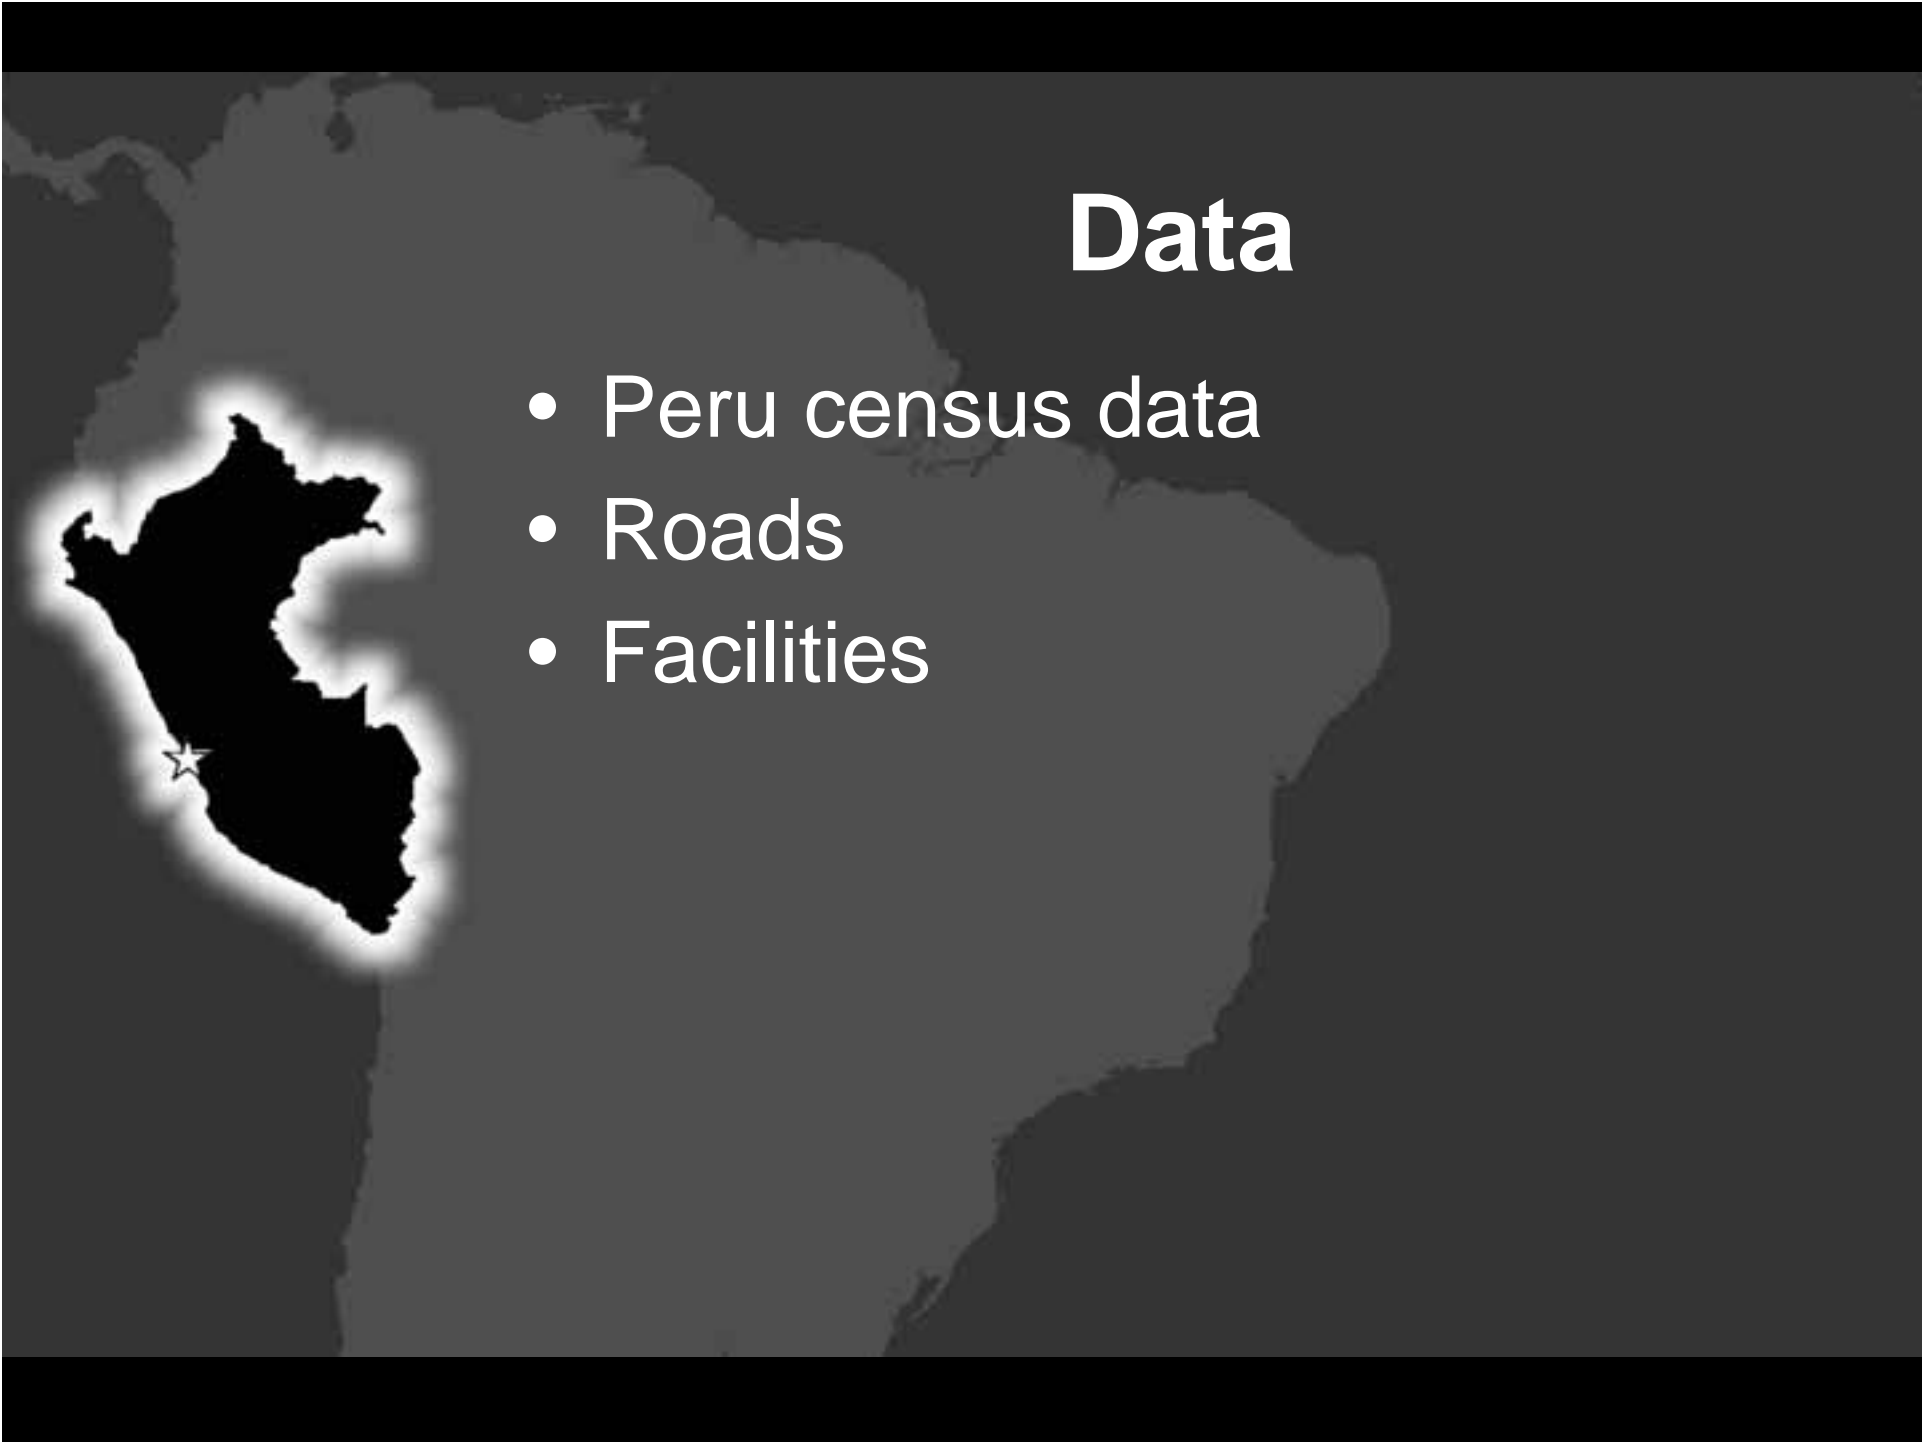 Data
• Peru census data
• Roads
• Facilities